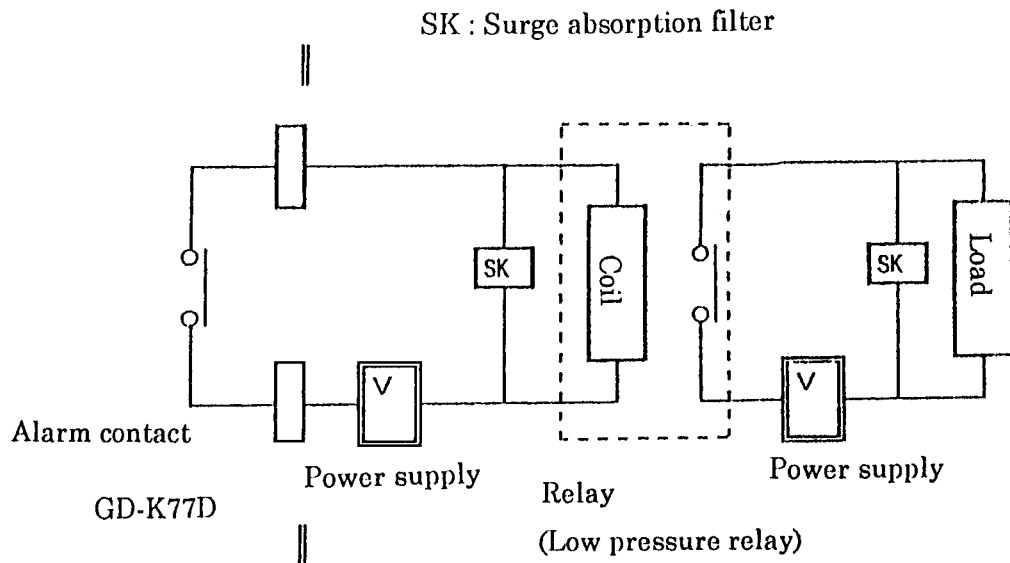 SK : Surge absorption filter
SK
Coil
SK
Load
V
V
Alarm contact
Power supply
Power supply
GD-K77D
Relay
(Low pressure relay)